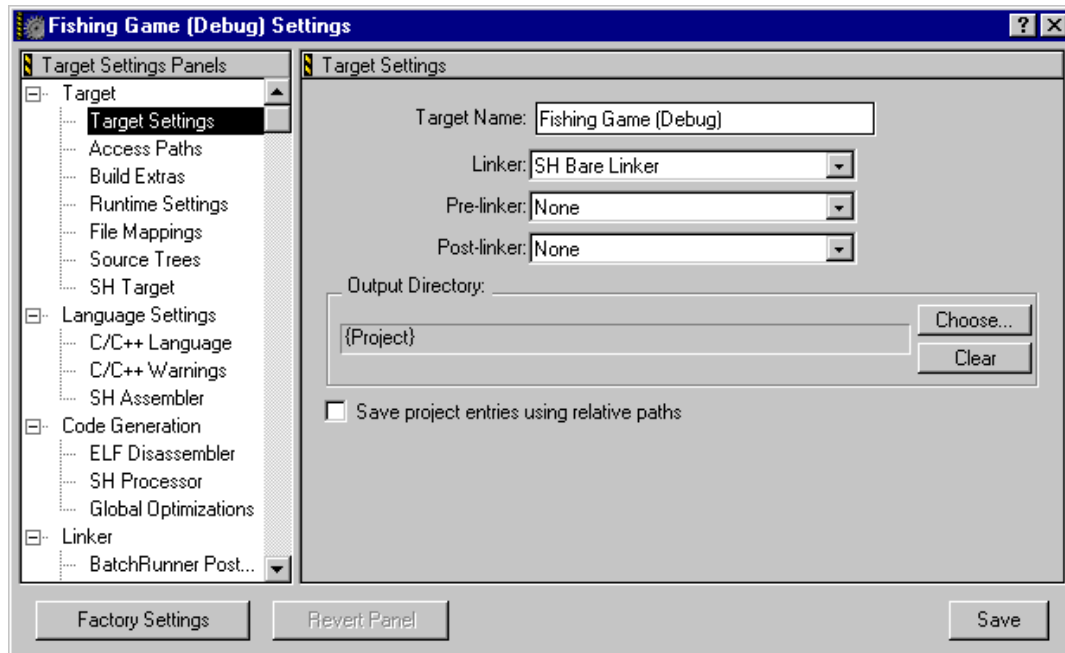 Fishing Game (Debug) Settings
Target Settings Panels
Target
Target Settings
Access Paths
Build Extras
Runtime Settings
File Mappings
Source Trees
SH Target
Language Settings
C/C++ Language
C/C++ Warnings
SH Assembler
Code Generation
ELF Disassembler
SH Processor
Global Optimizations
Linker
BatchRunner Post...
Target Settings
Target Name: Fishing Game (Debug)
Linker: SH Bare Linker
Pre-linker: None
Post-linker: None
Output Directory:
{Project}
Choose...
Clear
Save project entries using relative paths
Factory Settings
Revert Panel
Save